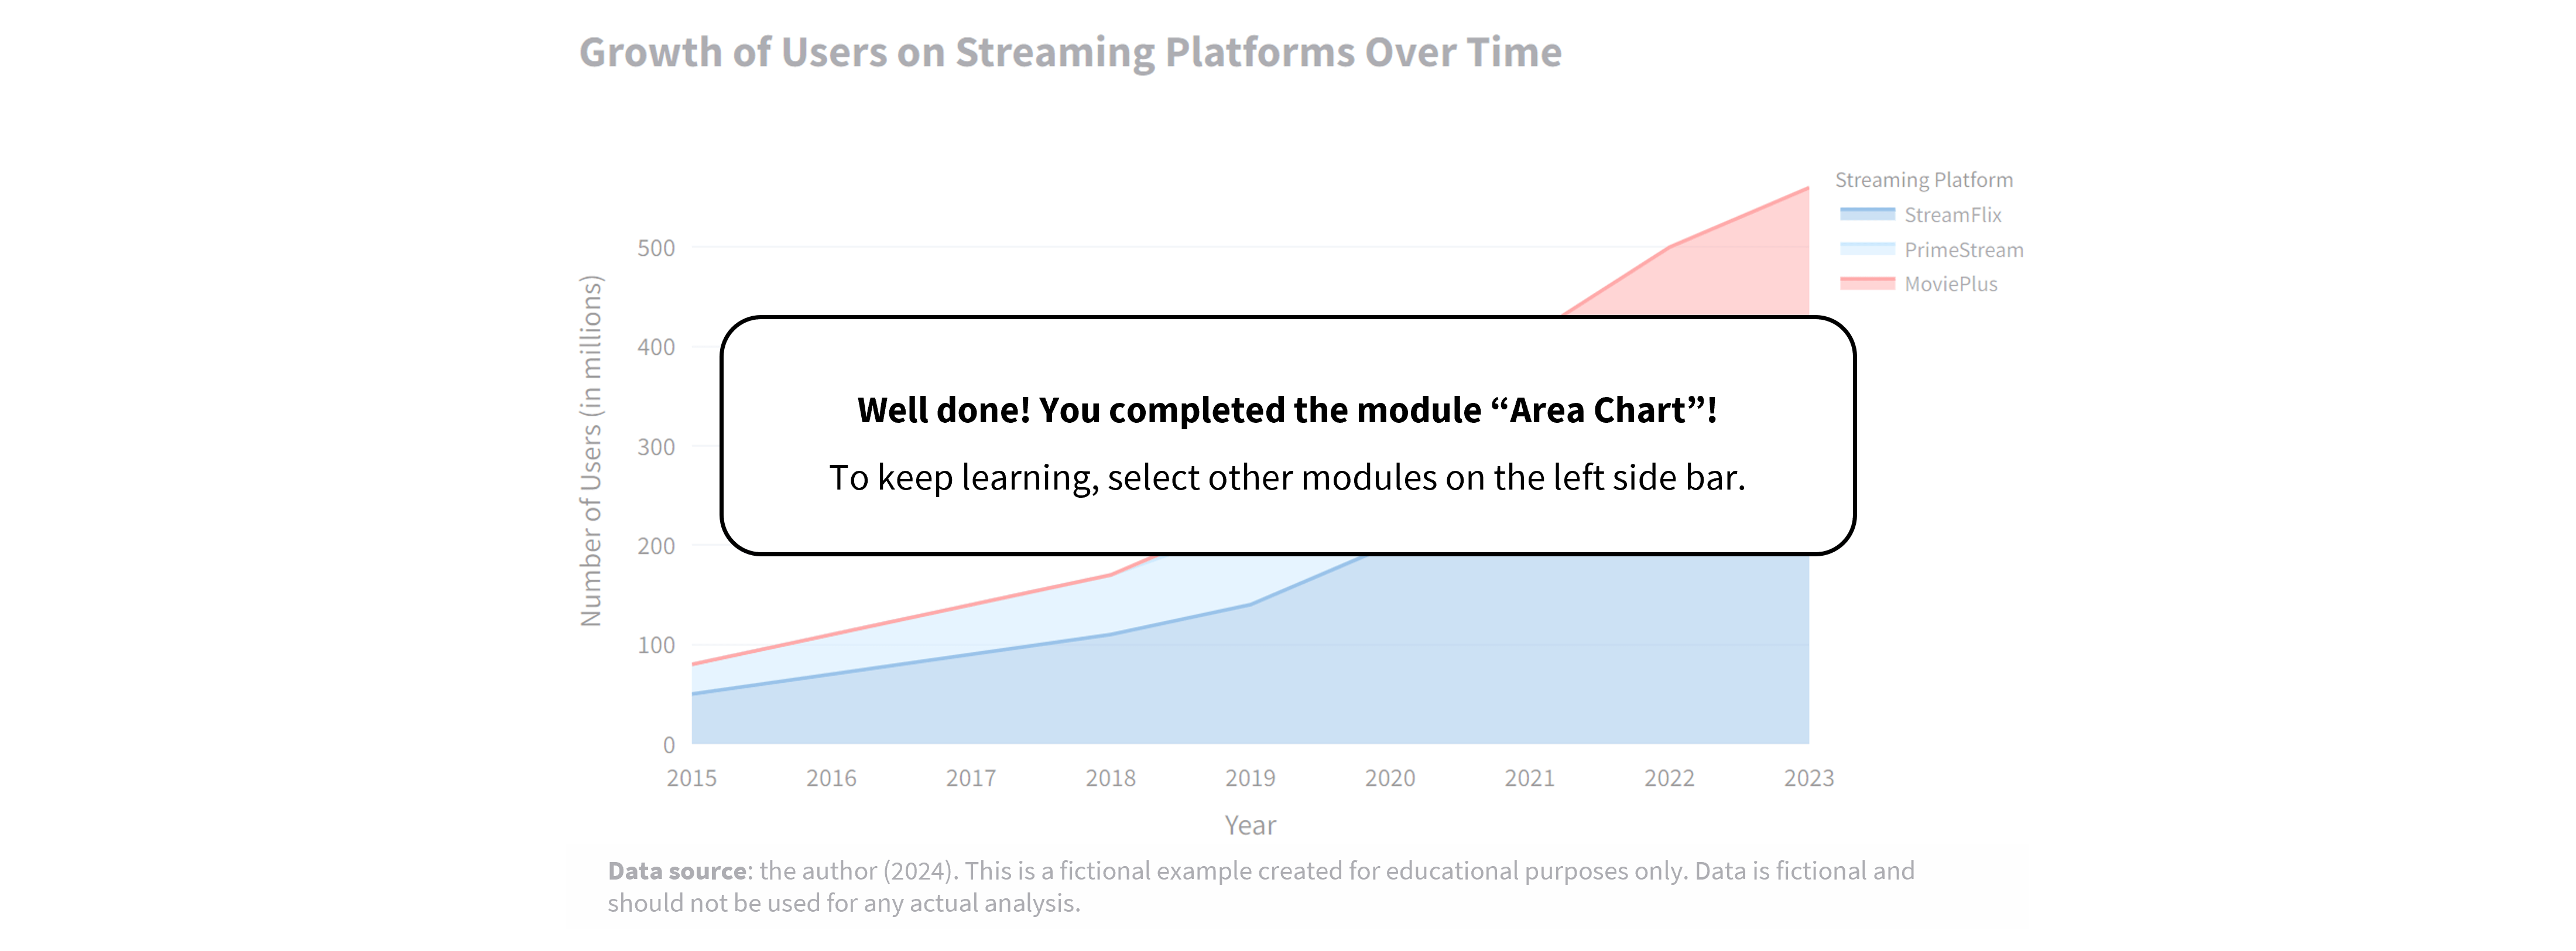 Growth of Users on Streaming Platforms Over Time
Streaming Platform
StreamFlix
PrimeStream
MoviePlus
Number of Users (in millions)
500
400
300
200
100
0
Well done! You completed the module “Area Chart”!
To keep learning, select other modules on the left side bar.
2015 2016 2017 2018 2019 2020 2021 2022 2023
Year
Data source: the author (2024). This is a fictional example created for educational purposes only. Data is fictional and
should not be used for any actual analysis.